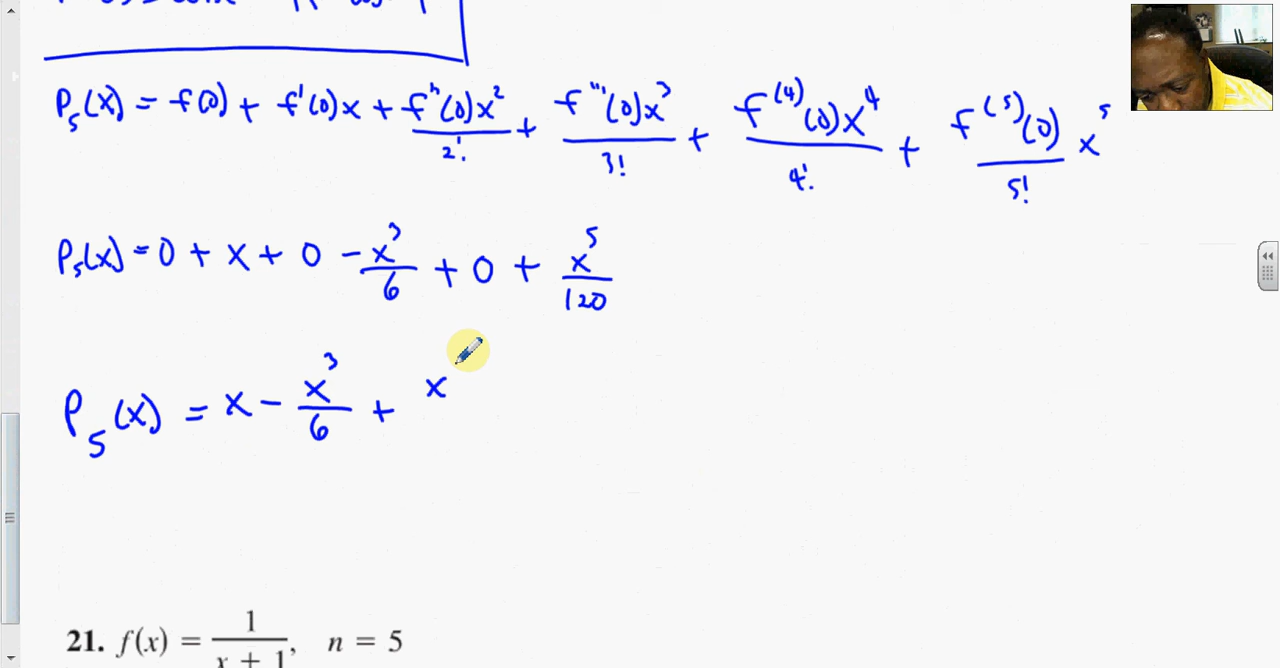 P₅(x) = f(0) + f'(0)x + f''(0)x²/2! + f'''(0)x³/3! + f⁽⁴⁾(0)x⁴/4! + f⁽⁵⁾(0)/5! x⁵
P₅(x) = 0 + x + 0 - x³/6 + 0 + x⁵/120
P₅(x) = x - x³/6 + x
21. f(x) = 1/(x + 1), n = 5